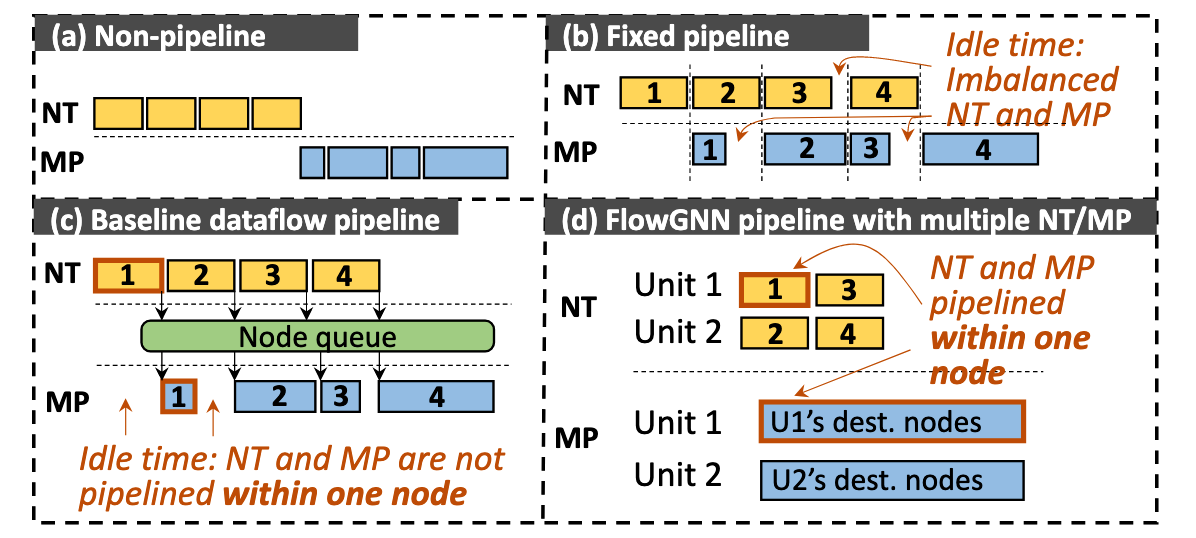 (a) Non-pipeline
NT
MP
(b) Fixed pipeline
Idle time:
Imbalanced
NT and MP
NT
1 2 3 4
MP
1 2 3 4
(c) Baseline dataflow pipeline
NT
1 2 3 4
Node queue
MP
1 2 3 4
Idle time: NT and MP are not
pipelined within one node
(d) FlowGNN pipeline with multiple NT/MP
NT
Unit 1
1 3
Unit 2
2 4
NT and MP
pipelined
within one
node
MP
Unit 1
U1's dest. nodes
Unit 2
U2's dest. nodes